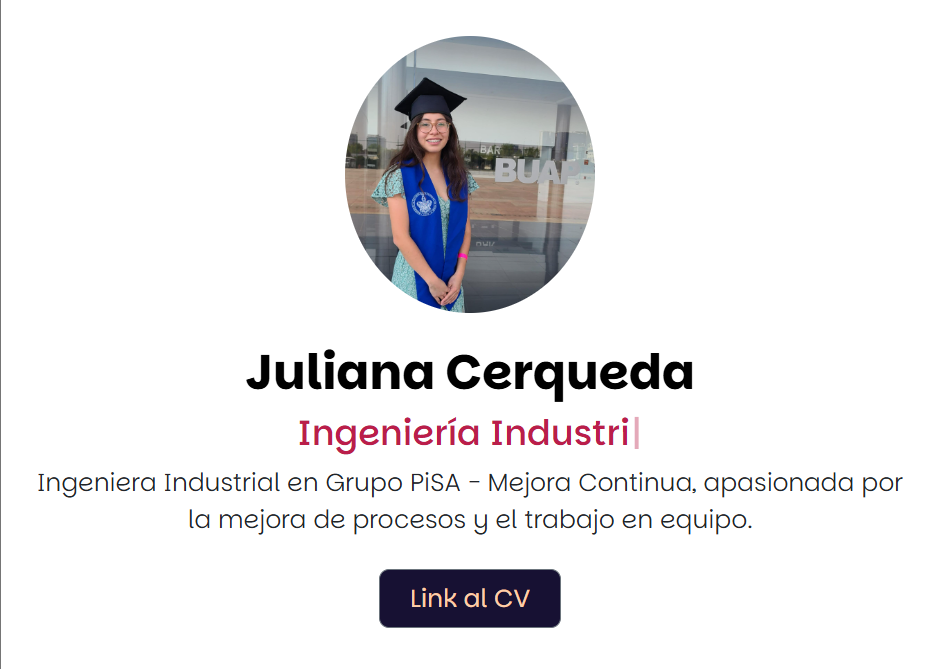 BAR
BUAP
Juliana Cerqueda
Ingeniería Industri
Ingeniera Industrial en Grupo PiSA - Mejora Continua, apasionada por
la mejora de procesos y el trabajo en equipo.
Link al CV